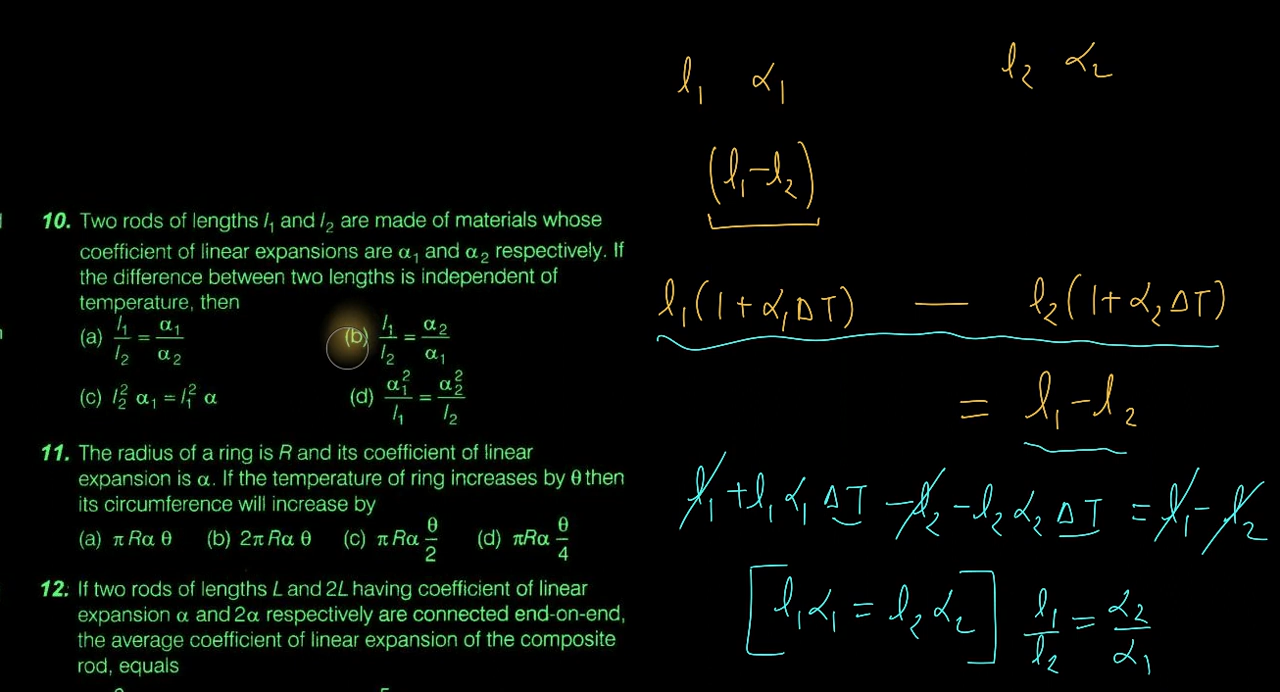 10. Two rods of lengths l₁ and l₂ are made of materials whose
coefficient of linear expansions are α₁ and α₂ respectively. If
the difference between two lengths is independent of
temperature, then
(a) l₁/l₂ = α₁/α₂ (b) l₁/l₂ = α₂/α₁
(c) l₂² α₁ = l₁² α (d) α₁²/l₁ = α₂²/l₂
11. The radius of a ring is R and its coefficient of linear
expansion is α. If the temperature of ring increases by θ then
its circumference will increase by
(a) π Rα θ (b) 2π Rα θ (c) π Rα θ/2 (d) πRα θ/4
12. If two rods of lengths L and 2L having coefficient of linear
expansion α and 2α respectively are connected end-on-end,
the average coefficient of linear expansion of the composite
rod, equals
l₁ α₁ l₂ α₂
(l₁-l₂)
l₁(1+α₁ΔT) — l₂(1+α₂ΔT)
= l₁-l₂
l₁+l₁α₁ΔT-l₂-l₂α₂ΔT = l₁-l₂
[l₁α₁ = l₂α₂] l₁/l₂ = α₂/α₁